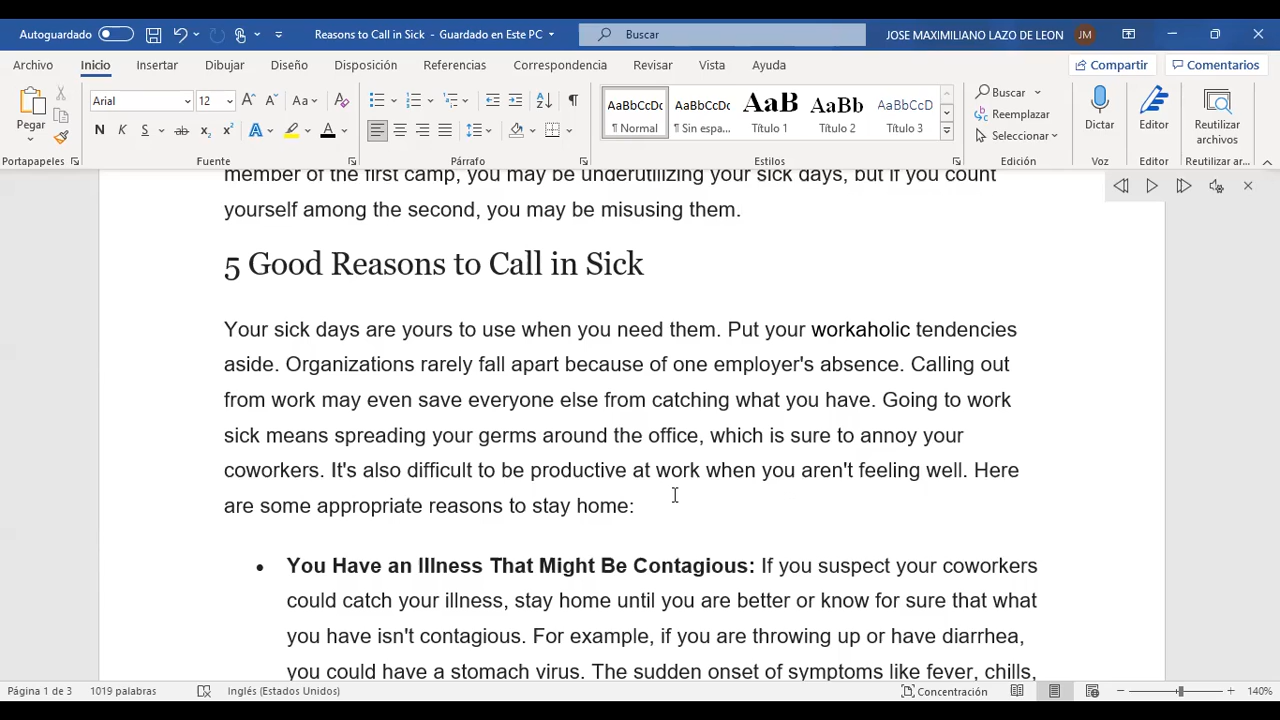 Autoguardado
Reasons to Call in Sick - Guardado en Este PC
Buscar
JOSE MAXIMILIANO LAZO DE LEON
JM
Archivo Inicio Insertar Dibujar Diseño Disposición Referencias Correspondencia Revisar Vista Ayuda
Compartir Comentarios
Pegar
Arial 12
Aa
N K S ab x₂ x² A A
Portapapeles Fuente Párrafo
AaBbCcDc AaBbCcDc AaB AaBb AaBbCcD
¶ Normal ¶ Sin espa... Título 1 Título 2 Título 3
Estilos
Buscar
Reemplazar
Seleccionar
Edición
Dictar
Voz
Editor
Editor
Reutilizar
archivos
Reutilizar ar...
member of the first camp, you may be underutilizing your sick days, but if you count
yourself among the second, you may be misusing them.
5 Good Reasons to Call in Sick
Your sick days are yours to use when you need them. Put your workaholic tendencies
aside. Organizations rarely fall apart because of one employer's absence. Calling out
from work may even save everyone else from catching what you have. Going to work
sick means spreading your germs around the office, which is sure to annoy your
coworkers. It's also difficult to be productive at work when you aren't feeling well. Here
are some appropriate reasons to stay home:
• You Have an Illness That Might Be Contagious: If you suspect your coworkers
could catch your illness, stay home until you are better or know for sure that what
you have isn't contagious. For example, if you are throwing up or have diarrhea,
you could have a stomach virus. The sudden onset of symptoms like fever, chills,
Página 1 de 3 1019 palabras Inglés (Estados Unidos) Concentración 140%